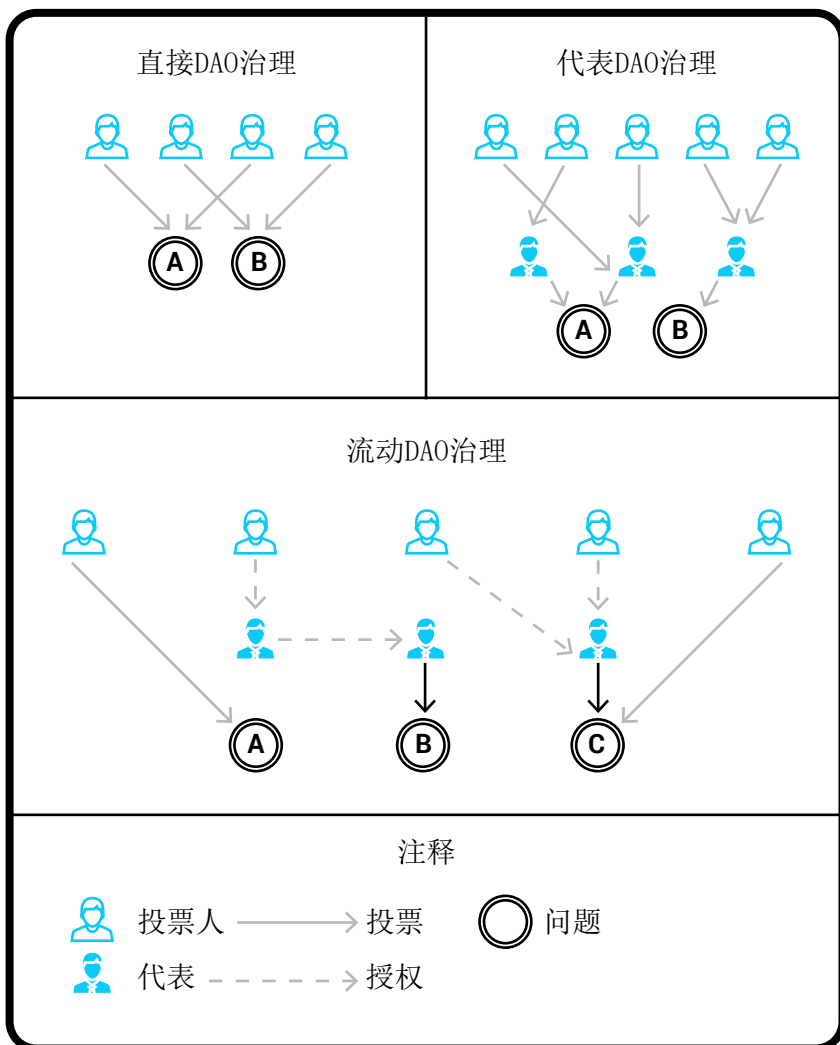 直接DAO治理
A B
代表DAO治理
A B
流动DAO治理
A B C
注释
投票人 投票 问题
代表 授权